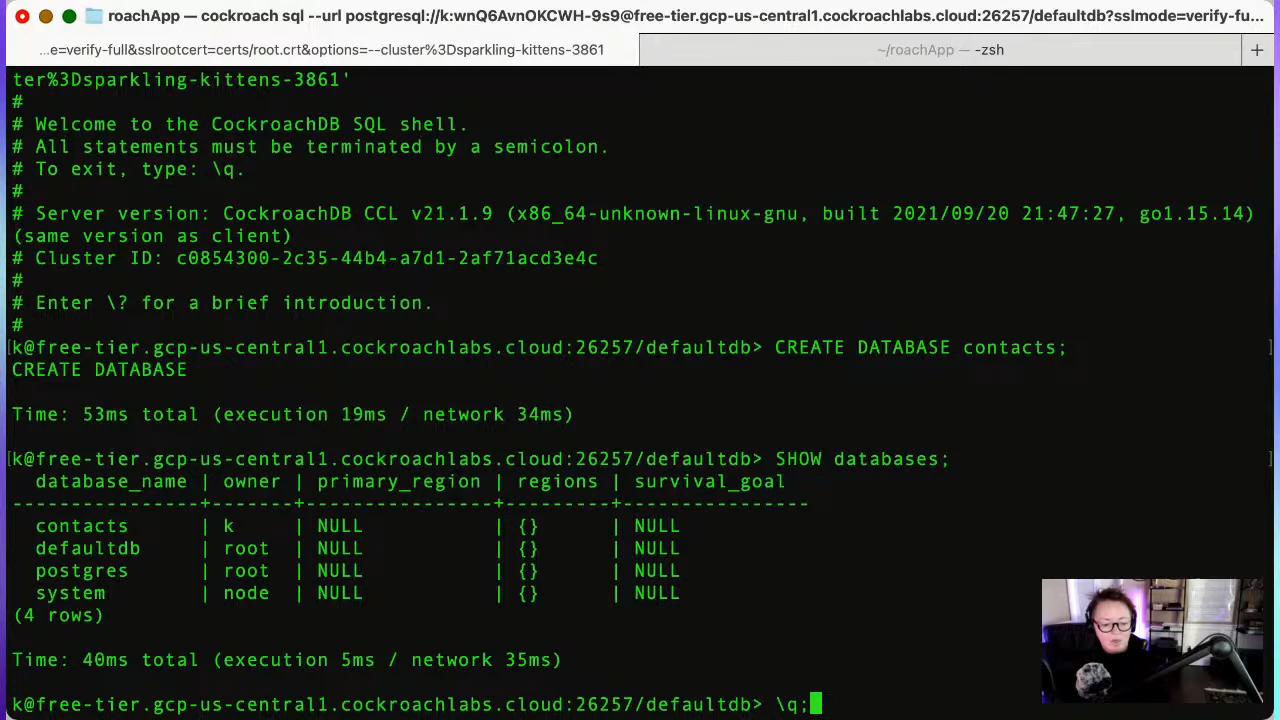 roachApp — cockroach sql --url postgresql://k:wnQ6AvnOKCWH-9s9@free-tier.gcp-us-central1.cockroachlabs.cloud:26257/defaultdb?sslmode=verify-fu...
...e=verify-full&sslrootcert=certs/root.crt&options=--cluster%3Dsparkling-kittens-3861
~/roachApp — -zsh
+
ter%3Dsparkling-kittens-3861'
#
# Welcome to the CockroachDB SQL shell.
# All statements must be terminated by a semicolon.
# To exit, type: \q.
#
# Server version: CockroachDB CCL v21.1.9 (x86_64-unknown-linux-gnu, built 2021/09/20 21:47:27, go1.15.14)
(same version as client)
# Cluster ID: c0854300-2c35-44b4-a7d1-2af71acd3e4c
#
# Enter \? for a brief introduction.
#
[k@free-tier.gcp-us-central1.cockroachlabs.cloud:26257/defaultdb> CREATE DATABASE contacts; ]
CREATE DATABASE
Time: 53ms total (execution 19ms / network 34ms)
[k@free-tier.gcp-us-central1.cockroachlabs.cloud:26257/defaultdb> SHOW databases; ]
database_name | owner | primary_region | regions | survival_goal
----------------+-------+----------------+---------+----------------
contacts | k | NULL | {} | NULL
defaultdb | root | NULL | {} | NULL
postgres | root | NULL | {} | NULL
system | node | NULL | {} | NULL
(4 rows)
Time: 40ms total (execution 5ms / network 35ms)
k@free-tier.gcp-us-central1.cockroachlabs.cloud:26257/defaultdb> \q;